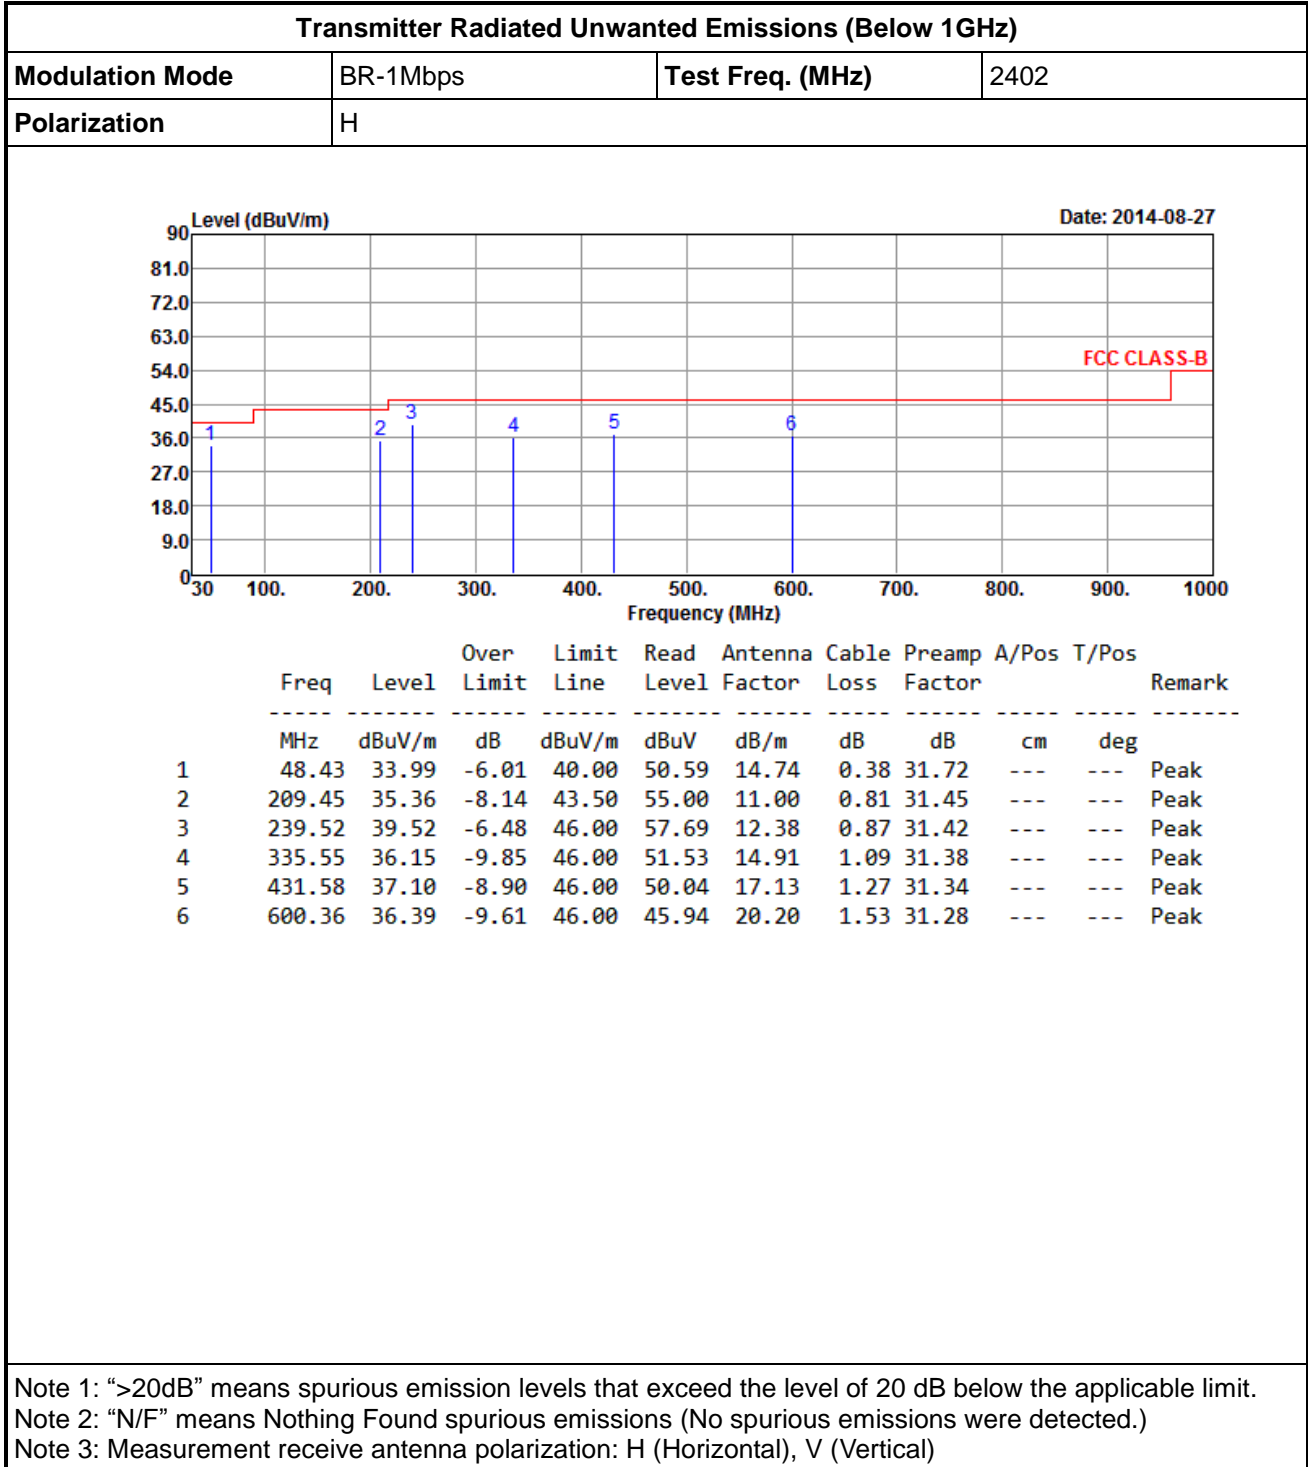 Transmitter Radiated Unwanted Emissions (Below 1GHz)
Modulation Mode BR-1Mbps Test Freq. (MHz) 2402
Polarization H
Level (dBuV/m) Date: 2014-08-27
90
81.0
72.0
63.0
FCC CLASS-B
54.0
45.0
36.0
27.0
18.0
9.0
0
1 2 3 4 5 6
30 100. 200. 300. 400. 500. 600. 700. 800. 900. 1000
Frequency (MHz)
Over Limit Read Antenna Cable Preamp A/Pos T/Pos
Freq Level Limit Line Level Factor Loss Factor Remark
----- ------- ------ ------ ------- ------ ----- ------ ----- ----- -------
MHz dBuV/m dB dBuV/m dBuV dB/m dB dB cm deg
1 48.43 33.99 -6.01 40.00 50.59 14.74 0.38 31.72 --- --- Peak
2 209.45 35.36 -8.14 43.50 55.00 11.00 0.81 31.45 --- --- Peak
3 239.52 39.52 -6.48 46.00 57.69 12.38 0.87 31.42 --- --- Peak
4 335.55 36.15 -9.85 46.00 51.53 14.91 1.09 31.38 --- --- Peak
5 431.58 37.10 -8.90 46.00 50.04 17.13 1.27 31.34 --- --- Peak
6 600.36 36.39 -9.61 46.00 45.94 20.20 1.53 31.28 --- --- Peak
Note 1: “>20dB” means spurious emission levels that exceed the level of 20 dB below the applicable limit.
Note 2: “N/F” means Nothing Found spurious emissions (No spurious emissions were detected.)
Note 3: Measurement receive antenna polarization: H (Horizontal), V (Vertical)